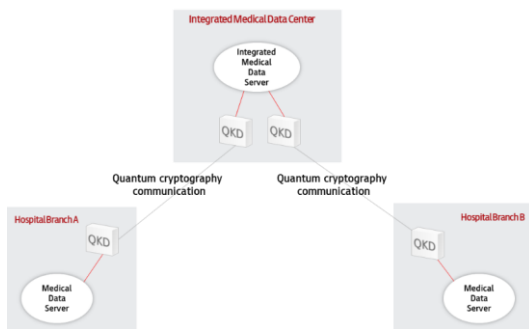 Integrated Medical Data Center
Integrated
Medical
Data
Server
QKD
QKD
Quantum cryptography
communication
Quantum cryptography
communication
Hospital Branch A
QKD
Medical
Data
Server
Hospital Branch B
QKD
Medical
Data
Server